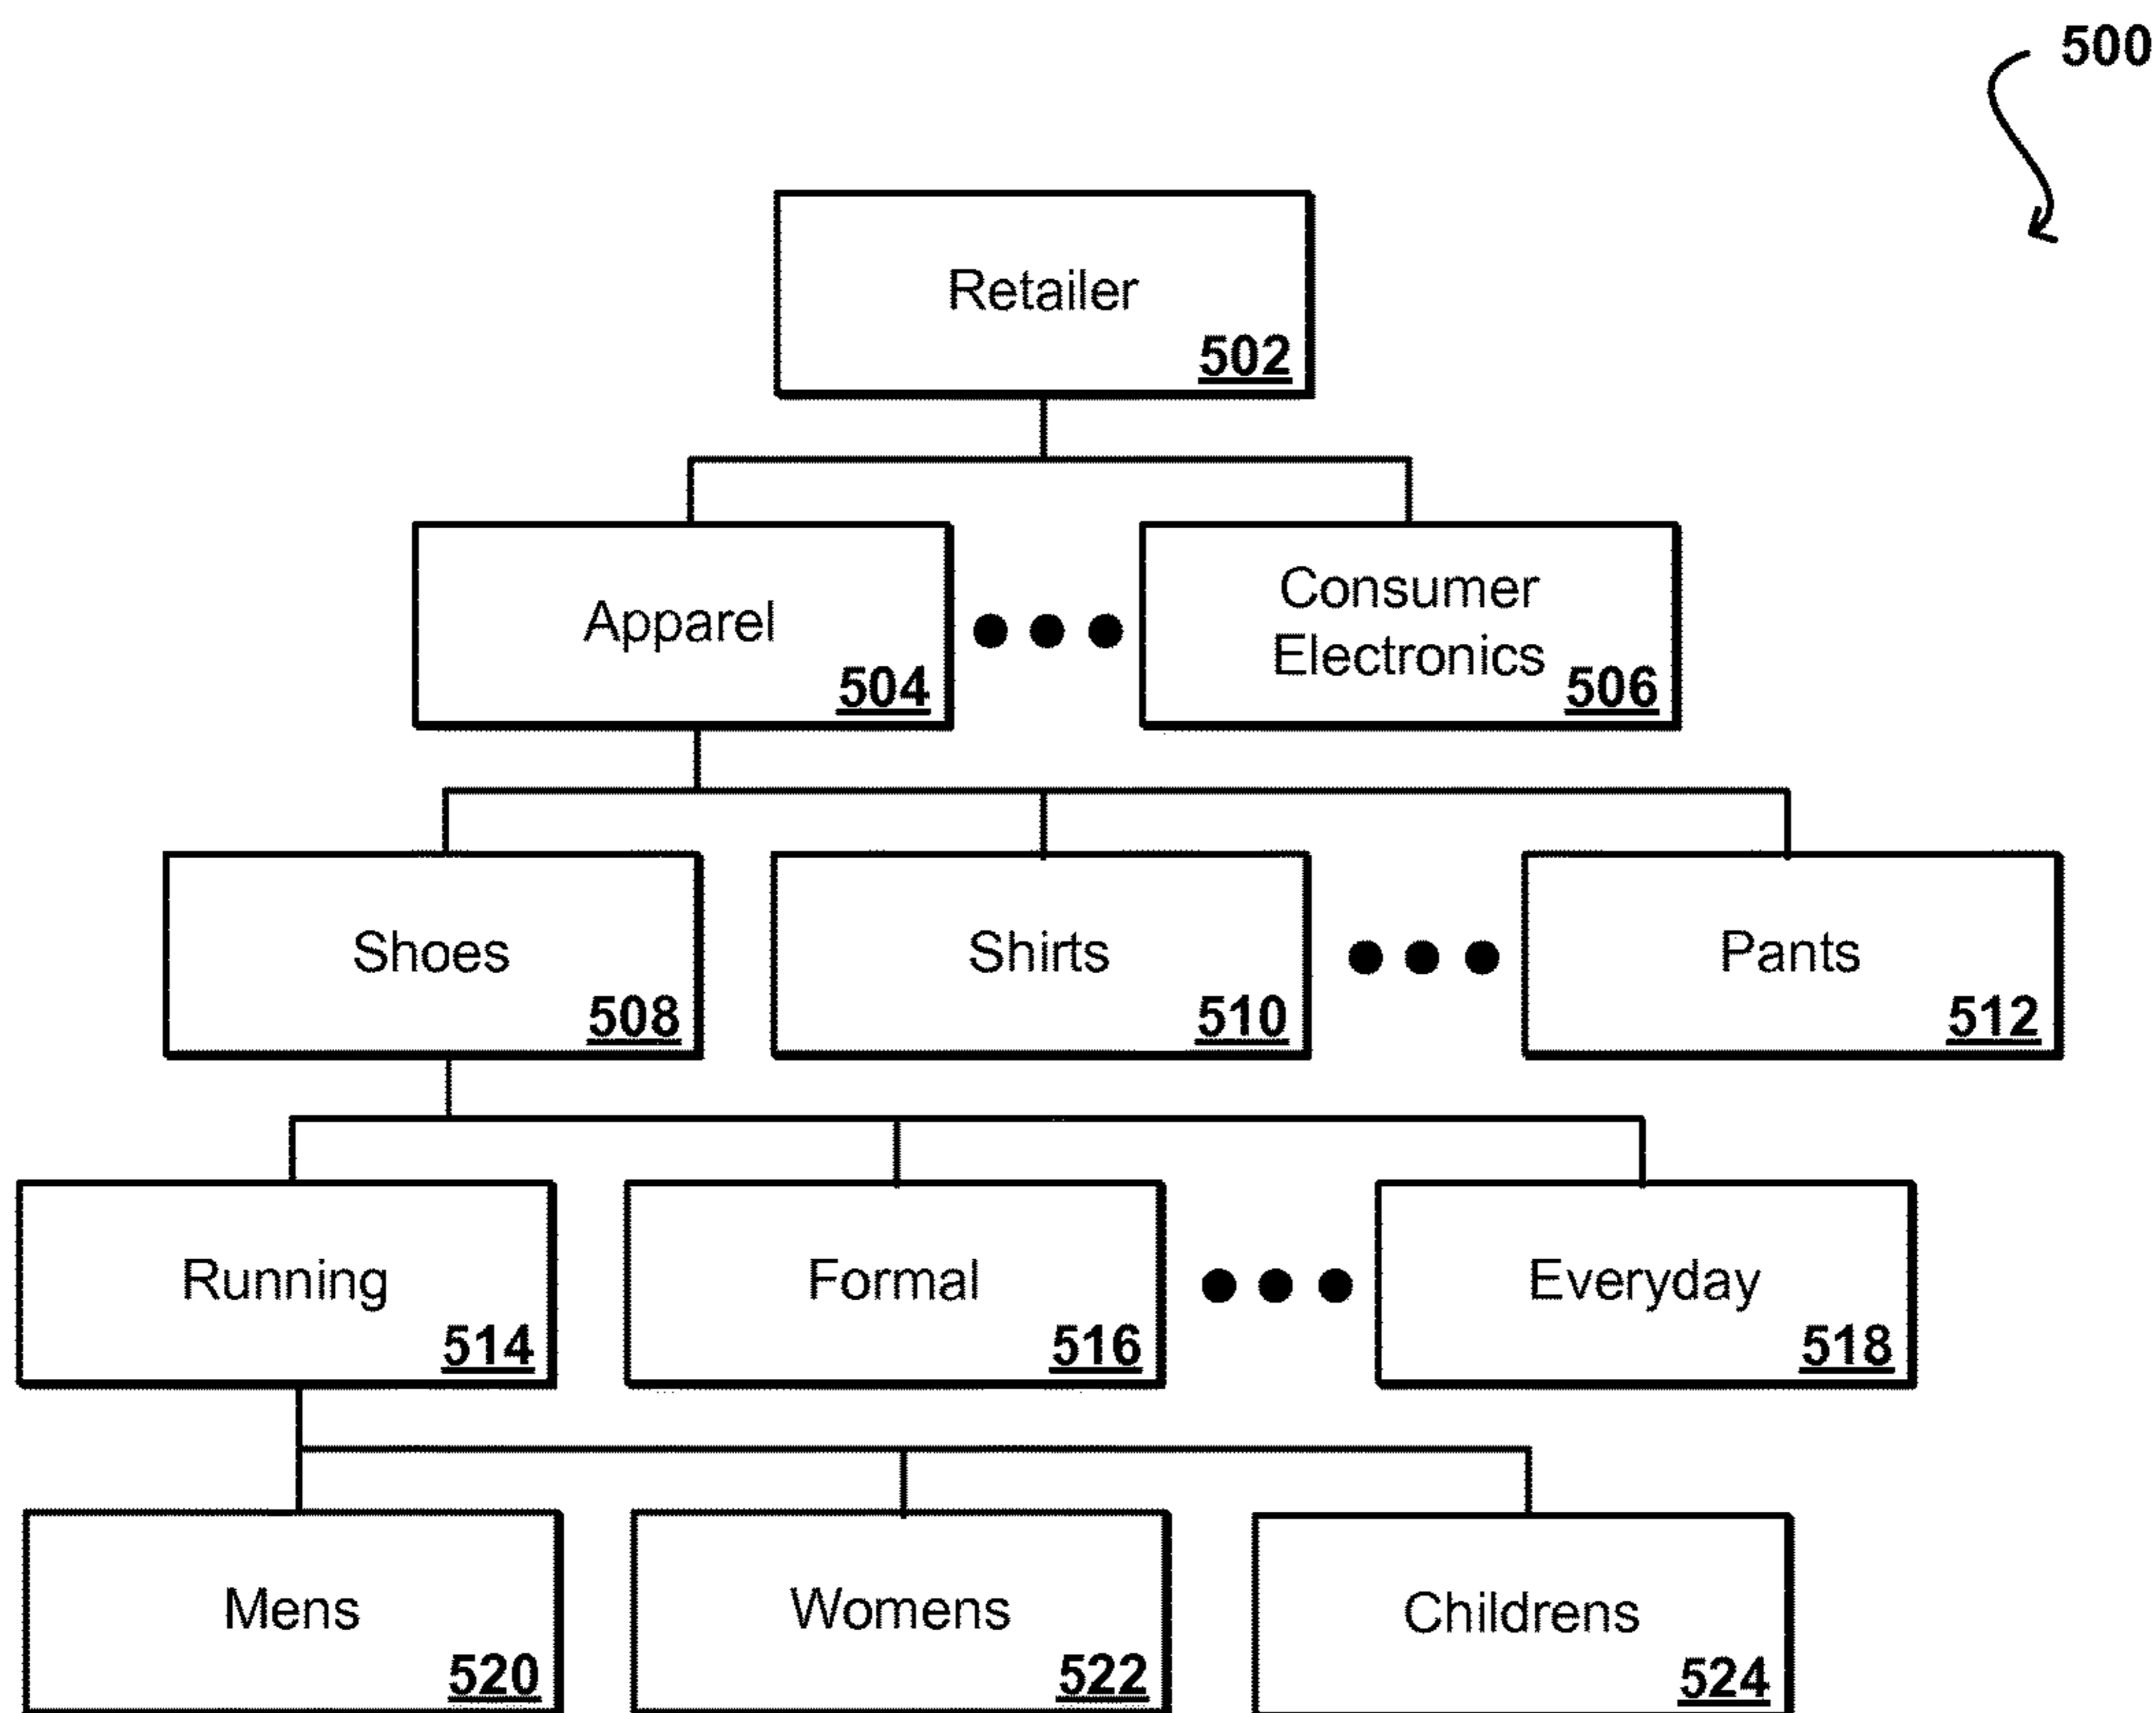 500
Retailer
502
Apparel
504
Consumer
Electronics
506
Shoes
508
Shirts
510
Pants
512
Running
514
Formal
516
Everyday
518
Mens
520
Womens
522
Childrens
524